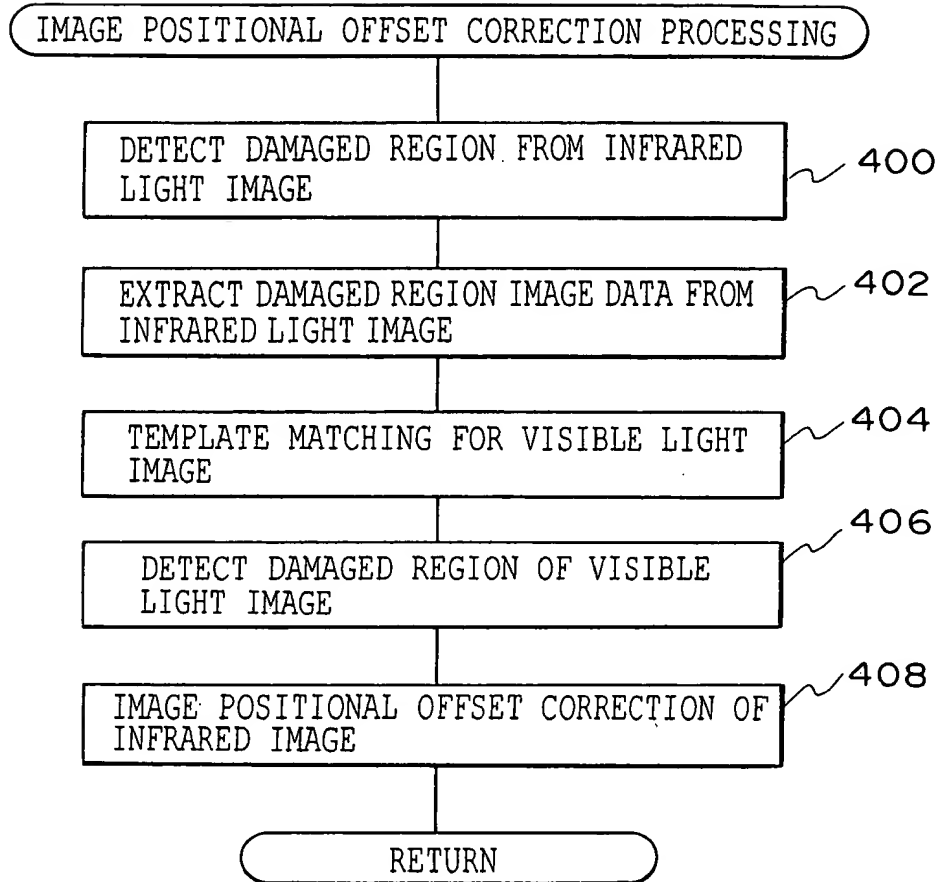 IMAGE POSITIONAL OFFSET CORRECTION PROCESSING
DETECT DAMAGED REGION FROM INFRARED
LIGHT IMAGE
400
EXTRACT DAMAGED REGION IMAGE DATA FROM
INFRARED LIGHT IMAGE
402
TEMPLATE MATCHING FOR VISIBLE LIGHT
IMAGE
404
DETECT DAMAGED REGION OF VISIBLE
LIGHT IMAGE
406
IMAGE POSITIONAL OFFSET CORRECTION OF
INFRARED IMAGE
408
RETURN